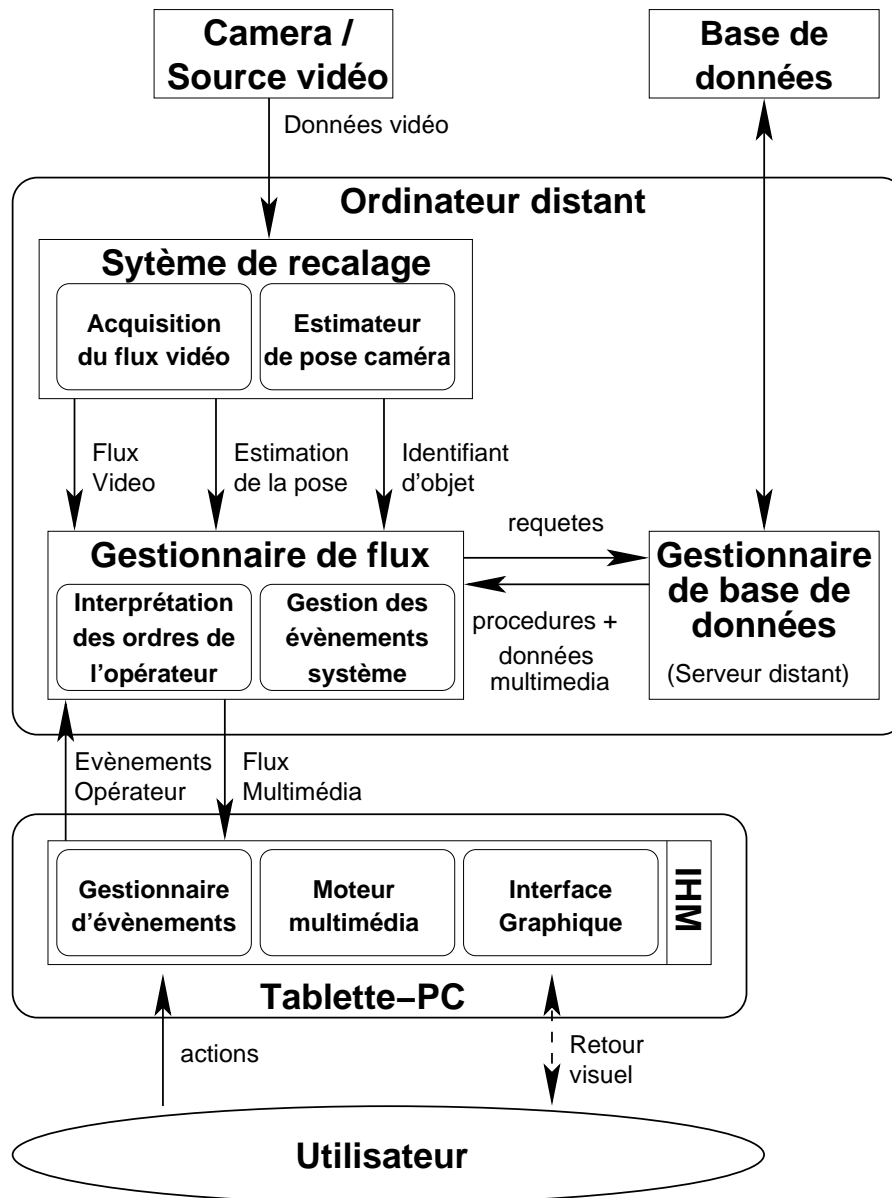 Camera /
Source vidéo
Base de
données
Données vidéo
Ordinateur distant
Sytème de recalage
Acquisition
du flux vidéo
Estimateur
de pose caméra
Flux
Video
Estimation
de la pose
Identifiant
d'objet
Gestionnaire de flux
Interprétation
des ordres de
l'opérateur
Gestion des
évènements
système
requetes
procedures +
données
multimedia
Gestionnaire
de base de
données
(Serveur distant)
Evènements
Opérateur
Flux
Multimédia
Gestionnaire
d'évènements
Moteur
multimédia
Interface
Graphique
IHM
Tablette–PC
actions
Retour
visuel
Utilisateur